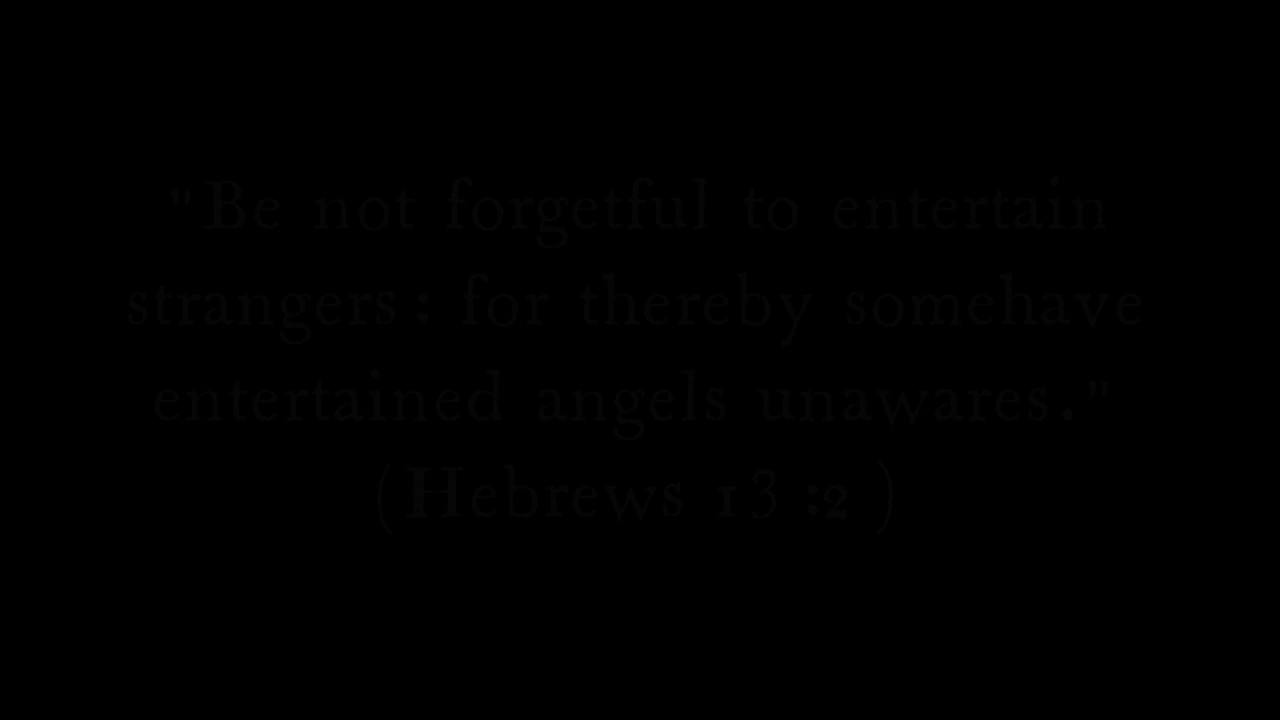 "Be not forgetful to entertain
strangers: for thereby somehave
entertained angels unawares."
(Hebrews 13:2)